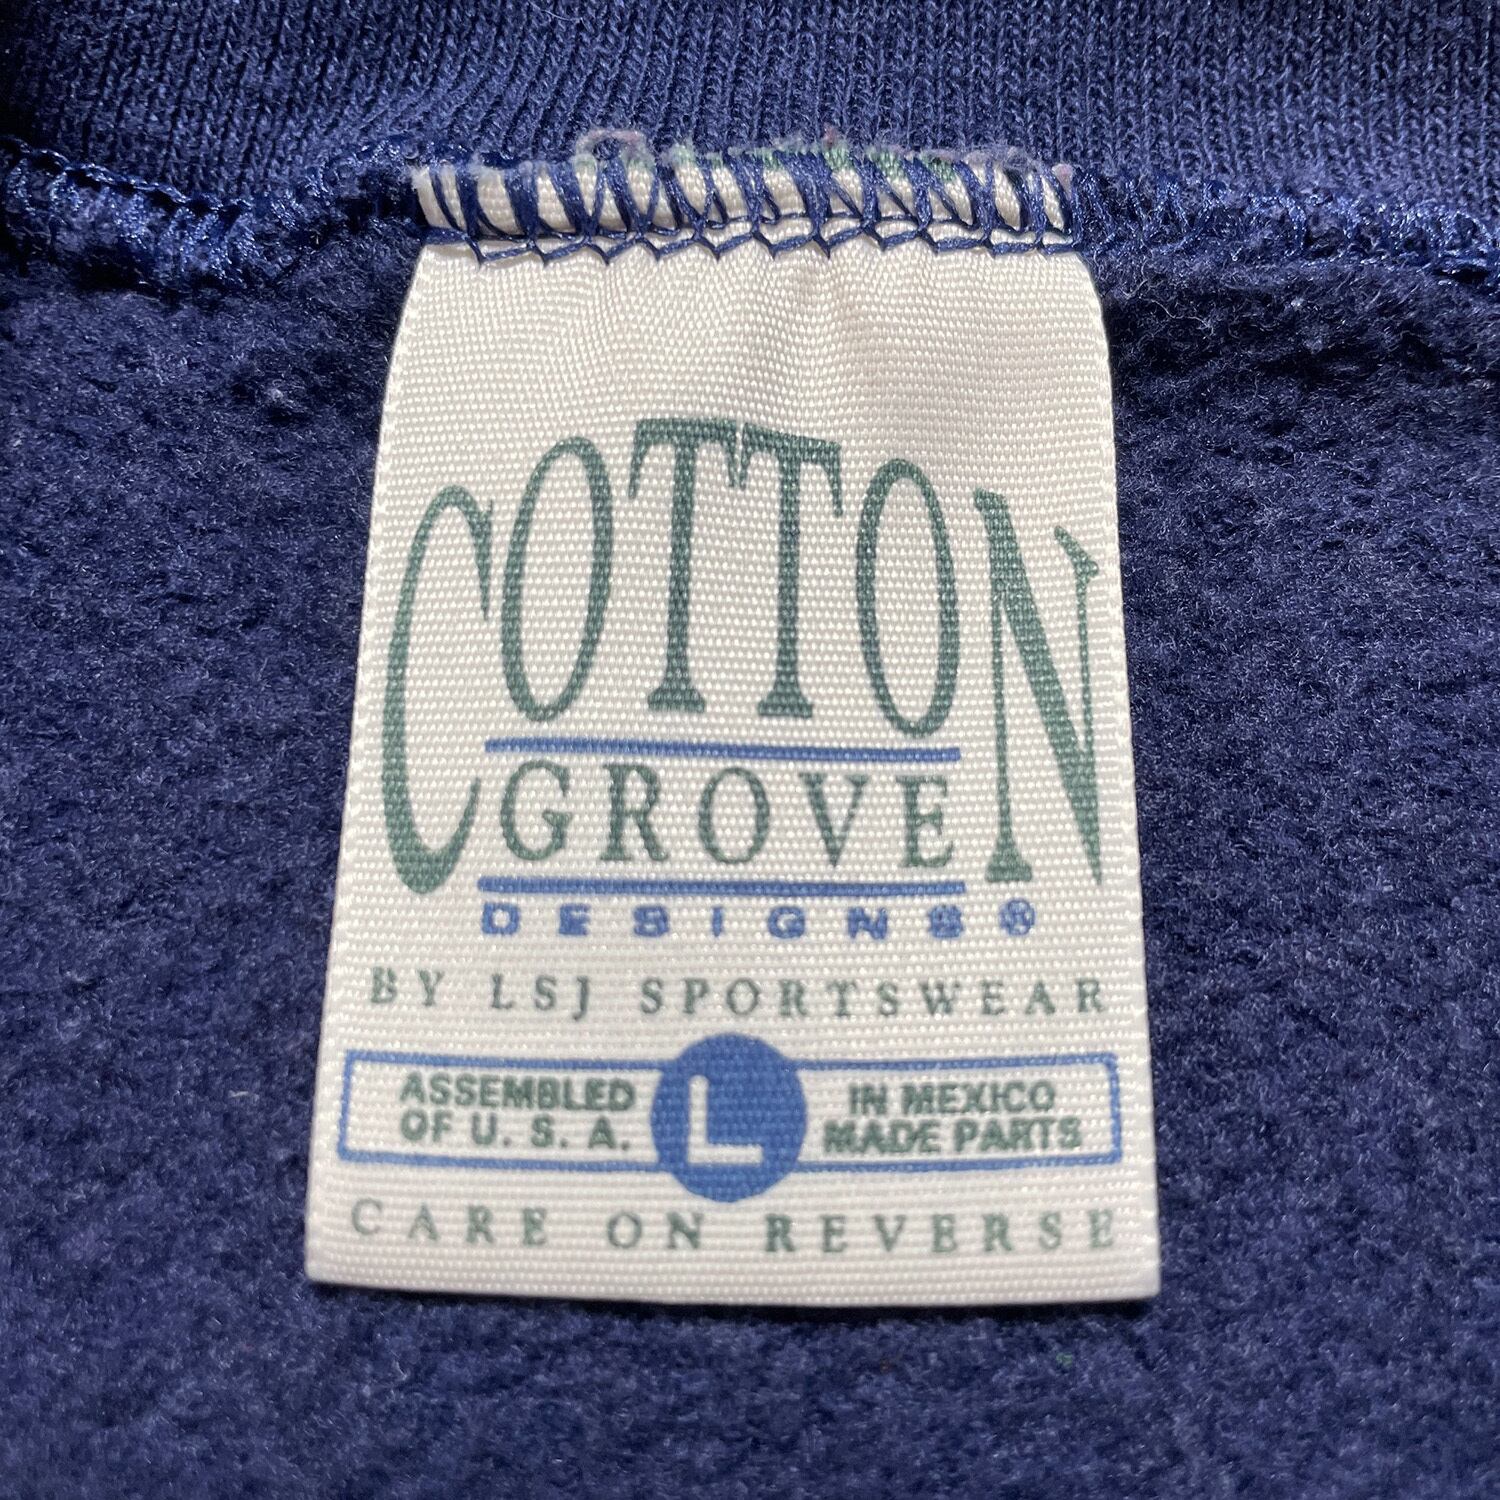 COTTON
GROVE
DESIGNS®
BY LSJ SPORTSWEAR
ASSEMBLED L IN MEXICO
OF U. S. A. MADE PARTS
CARE ON REVERSE